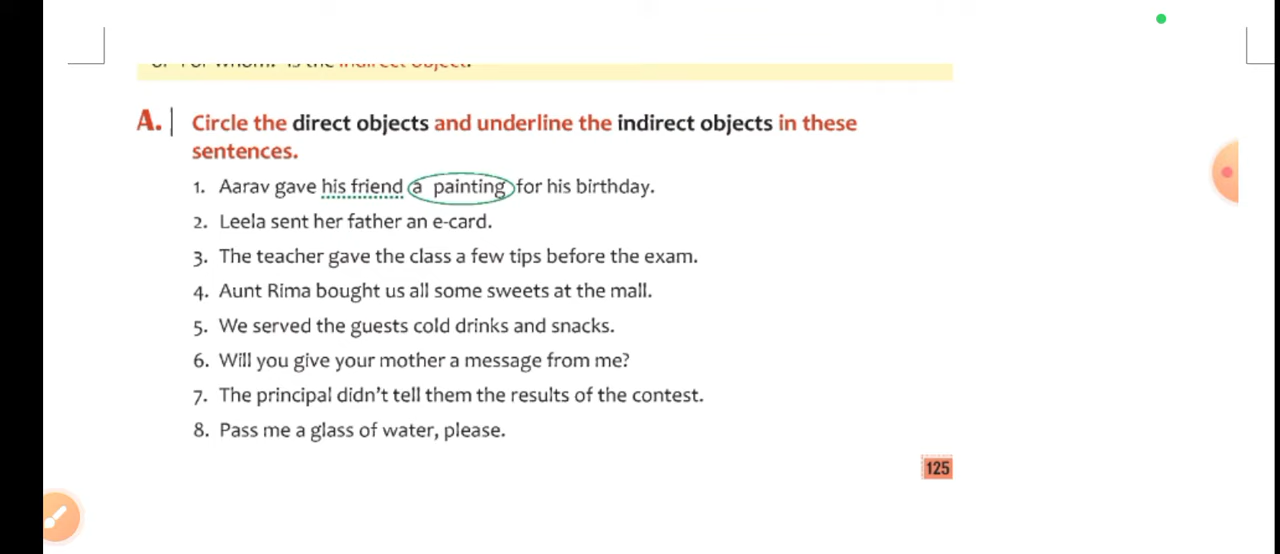 indirect object.
A. Circle the direct objects and underline the indirect objects in these
sentences.
1. Aarav gave his friend a painting for his birthday.
2. Leela sent her father an e-card.
3. The teacher gave the class a few tips before the exam.
4. Aunt Rima bought us all some sweets at the mall.
5. We served the guests cold drinks and snacks.
6. Will you give your mother a message from me?
7. The principal didn't tell them the results of the contest.
8. Pass me a glass of water, please.
125